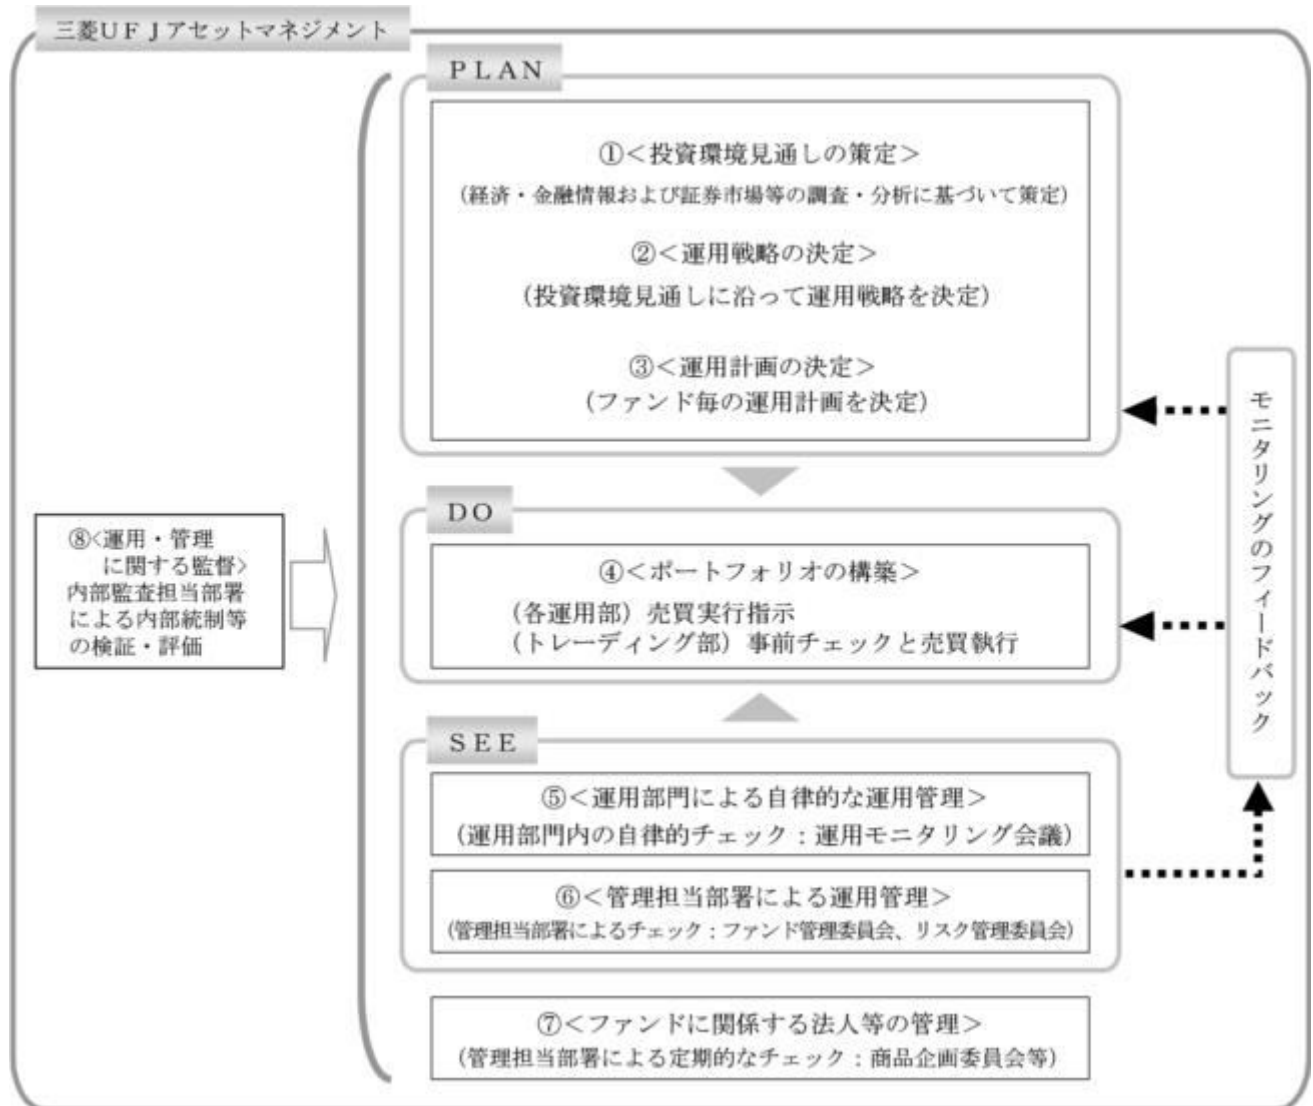 三菱ＵＦＪアセットマネジメント
ＰＬＡＮ
①＜投資環境見通しの策定＞
（経済・金融情報および証券市場等の調査・分析に基づいて策定）
②＜運用戦略の決定＞
（投資環境見通しに沿って運用戦略を決定）
③＜運用計画の決定＞
（ファンド毎の運用計画を決定）
ＤＯ
④＜ポートフォリオの構築＞
（各運用部）売買実行指示
（トレーディング部）事前チェックと売買執行
ＳＥＥ
⑤＜運用部門による自律的な運用管理＞
（運用部門内の自律的チェック：運用モニタリング会議）
⑥＜管理担当部署による運用管理＞
（管理担当部署によるチェック：ファンド管理委員会、リスク管理委員会）
⑦＜ファンドに関係する法人等の管理＞
（管理担当部署による定期的なチェック：商品企画委員会等）
⑧<運用・管理
に関する監督>
内部監査担当部署
による内部統制等
の検証・評価
モニタリングのフィードバック